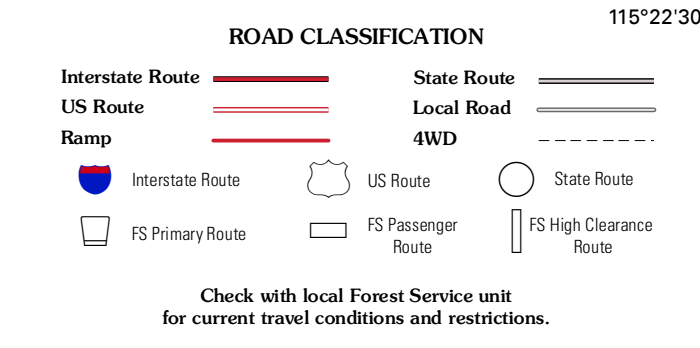 115°22'30
ROAD CLASSIFICATION
Interstate Route
State Route
US Route
Local Road
Ramp
4WD
Interstate Route
US Route
State Route
FS Primary Route
FS Passenger
Route
FS High Clearance
Route
Check with local Forest Service unit
for current travel conditions and restrictions.